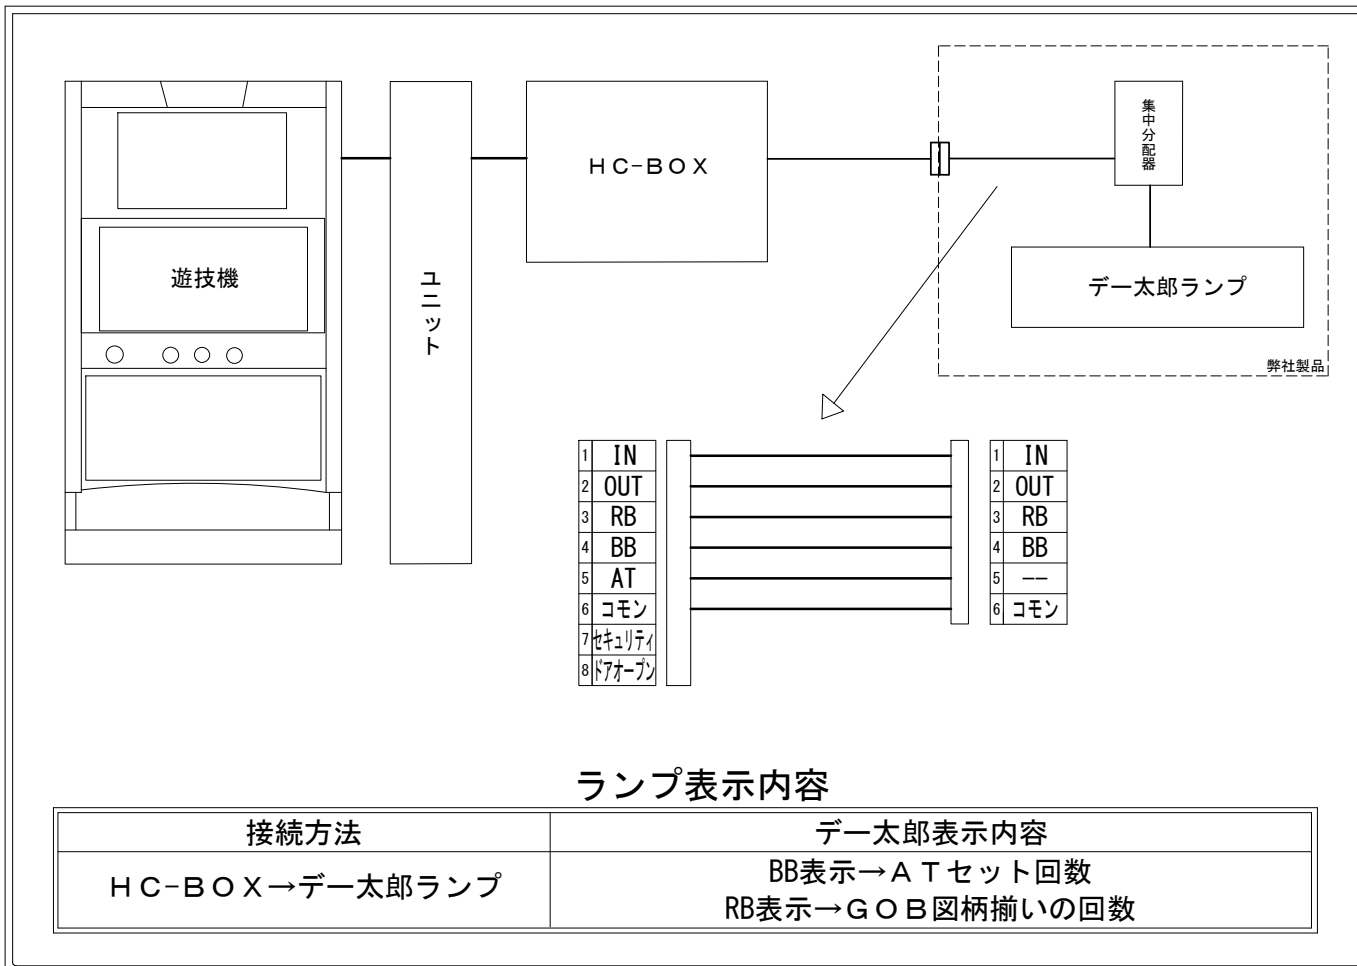 遊技機
ユニット
ＨＣ-ＢＯＸ
集中分配器
デー太郎ランプ
弊社製品
1 IN
2 OUT
3 RB
4 BB
5 AT
6 コモン
7 セキュリティ
8 ドアオープン
1 IN
2 OUT
3 RB
4 BB
5 --
6 コモン
ランプ表示内容
接続方法 デー太郎表示内容
ＨＣ-ＢＯＸ→デー太郎ランプ
BB表示→ＡＴセット回数
RB表示→ＧＯＢ図柄揃いの回数